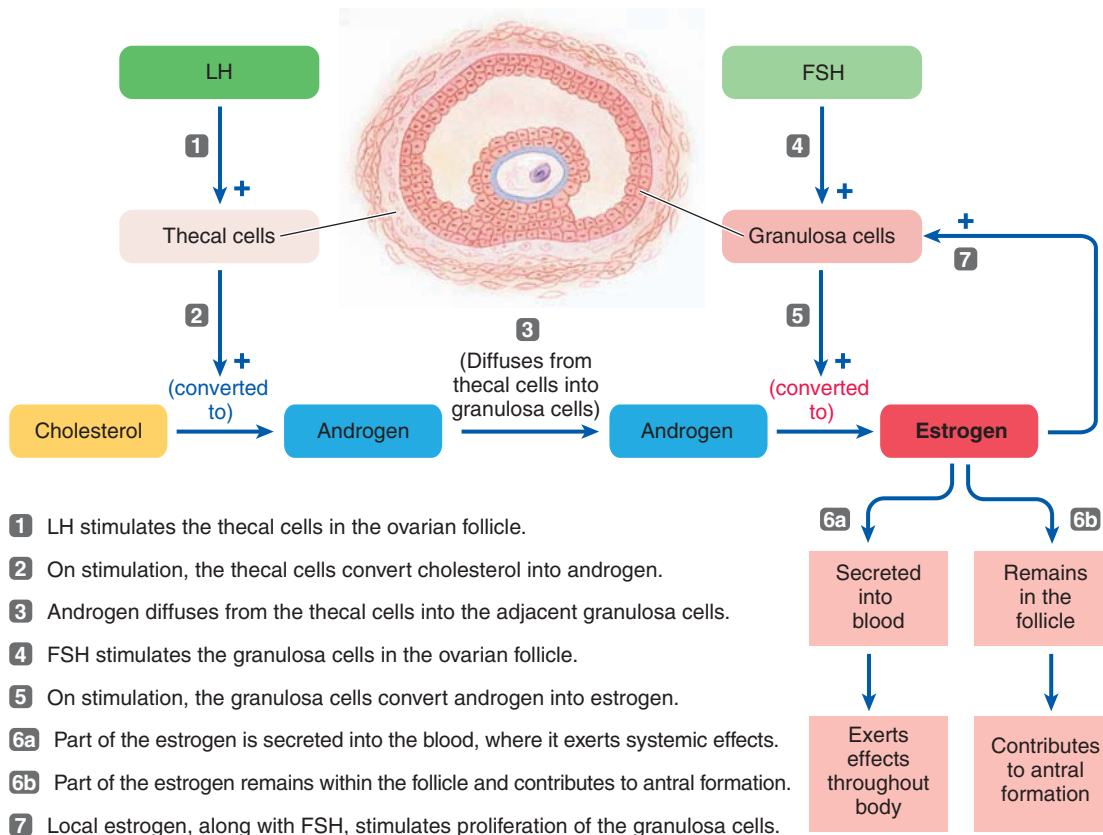 LH
FSH
1
4
+
+
+
Thecal cells
Granulosa cells
7
2
3
5
+
(Diffuses from
thecal cells into
granulosa cells)
+
(converted
to)
(converted
to)
Cholesterol
Androgen
Androgen
Estrogen
6a
6b
Secreted
into
blood
Remains
in the
follicle
Exerts
effects
throughout
body
Contributes
to antral
formation
1 LH stimulates the thecal cells in the ovarian follicle.
2 On stimulation, the thecal cells convert cholesterol into androgen.
3 Androgen diffuses from the thecal cells into the adjacent granulosa cells.
4 FSH stimulates the granulosa cells in the ovarian follicle.
5 On stimulation, the granulosa cells convert androgen into estrogen.
6a Part of the estrogen is secreted into the blood, where it exerts systemic effects.
6b Part of the estrogen remains within the follicle and contributes to antral formation.
7 Local estrogen, along with FSH, stimulates proliferation of the granulosa cells.